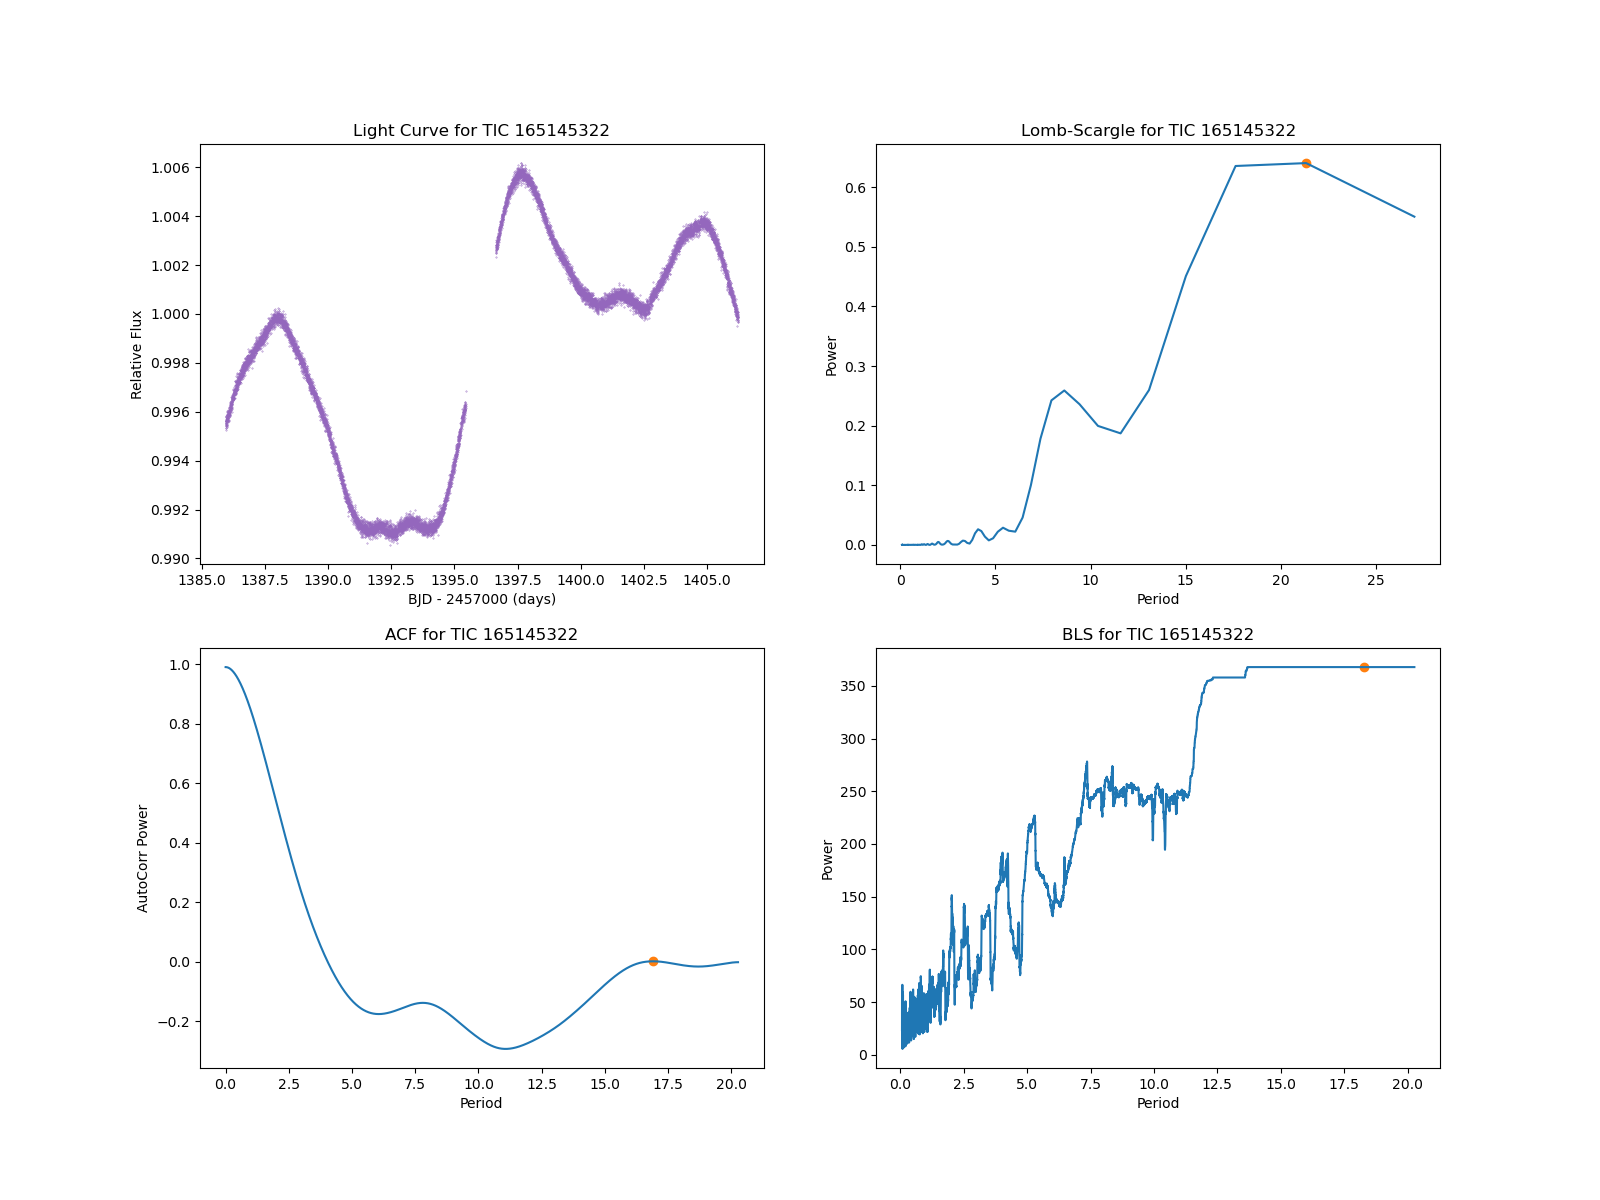 Light Curve for TIC 165145322
1.006
1.004
1.002
1.000
0.998
0.996
0.994
0.992
0.990
Relative Flux
1385.0 1387.5 1390.0 1392.5 1395.0 1397.5 1400.0 1402.5 1405.0
BJD - 2457000 (days)
Lomb-Scargle for TIC 165145322
0.6
0.5
0.4
0.3
0.2
0.1
0.0
Power
0 5 10 15 20 25
Period
ACF for TIC 165145322
1.0
0.8
0.6
0.4
0.2
0.0
−0.2
AutoCorr Power
0.0 2.5 5.0 7.5 10.0 12.5 15.0 17.5 20.0
Period
BLS for TIC 165145322
350
300
250
200
150
100
50
0
Power
0.0 2.5 5.0 7.5 10.0 12.5 15.0 17.5 20.0
Period